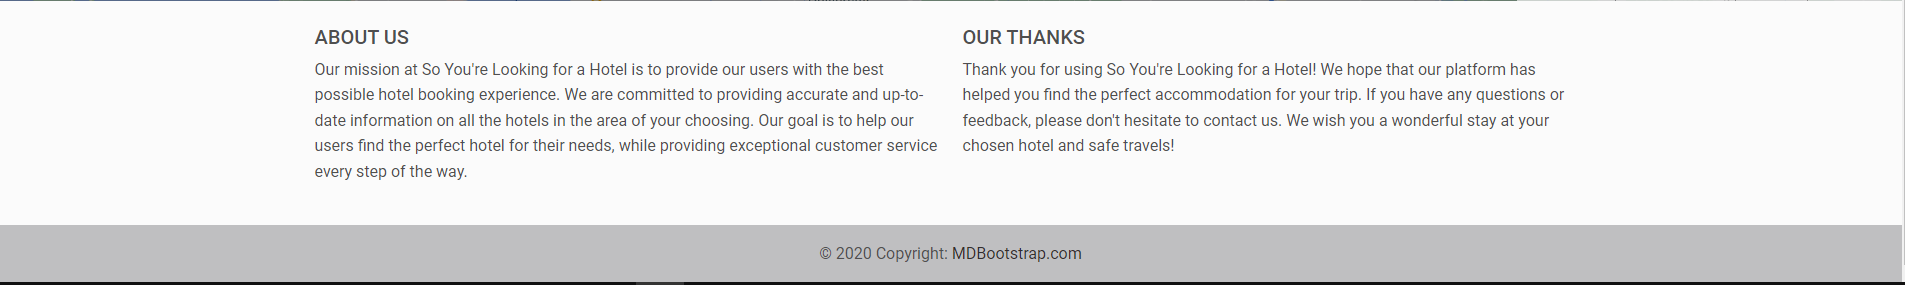 ABOUT US
Our mission at So You're Looking for a Hotel is to provide our users with the best
possible hotel booking experience. We are committed to providing accurate and up-to-
date information on all the hotels in the area of your choosing. Our goal is to help our
users find the perfect hotel for their needs, while providing exceptional customer service
every step of the way.
OUR THANKS
Thank you for using So You're Looking for a Hotel! We hope that our platform has
helped you find the perfect accommodation for your trip. If you have any questions or
feedback, please don't hesitate to contact us. We wish you a wonderful stay at your
chosen hotel and safe travels!
© 2020 Copyright: MDBootstrap.com